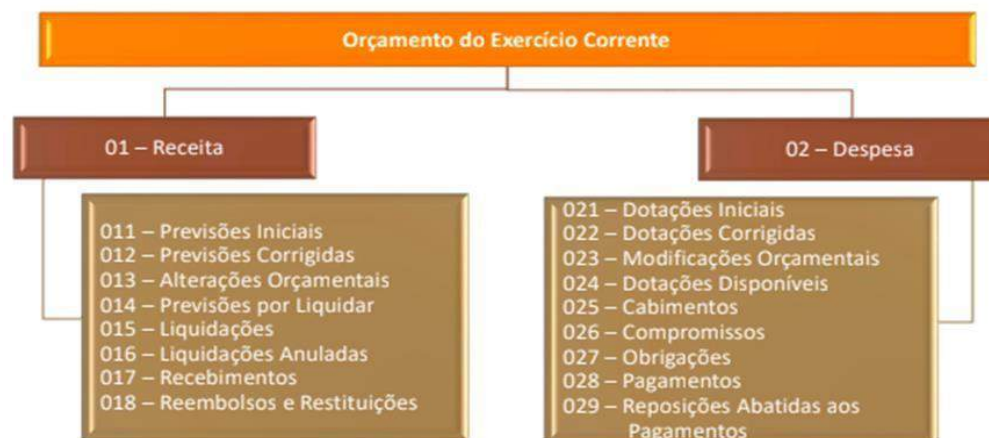 Orçamento do Exercício Corrente
01 – Receita
02 – Despesa
011 – Previsões Iniciais
012 – Previsões Corrigidas
013 – Alterações Orçamentais
014 – Previsões por Liquidar
015 – Liquidações
016 – Liquidações Anuladas
017 – Recebimentos
018 – Reembolsos e Restituições
021 – Dotações Iniciais
022 – Dotações Corrigidas
023 – Modificações Orçamentais
024 – Dotações Disponíveis
025 – Cabimentos
026 – Compromissos
027 – Obrigações
028 – Pagamentos
029 – Reposições Abatidas aos
Pagamentos